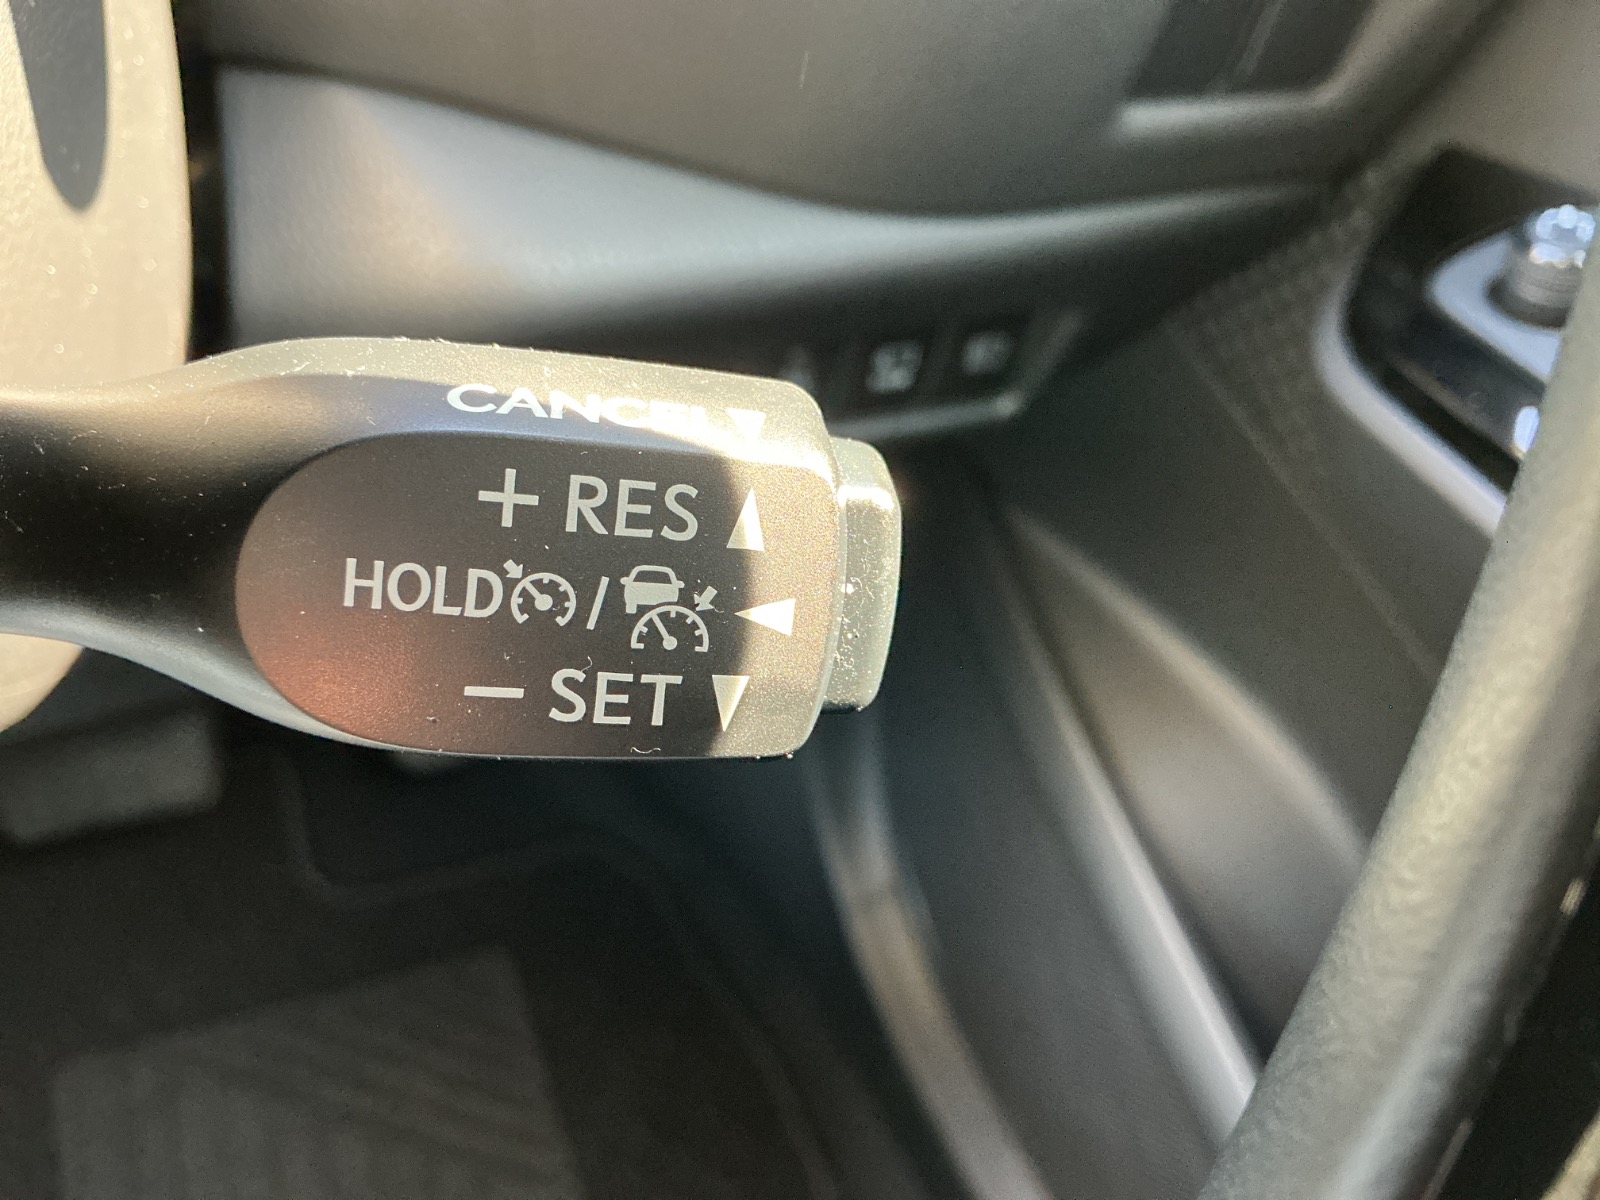 CANCEL
+ RES
HOLD /
− SET